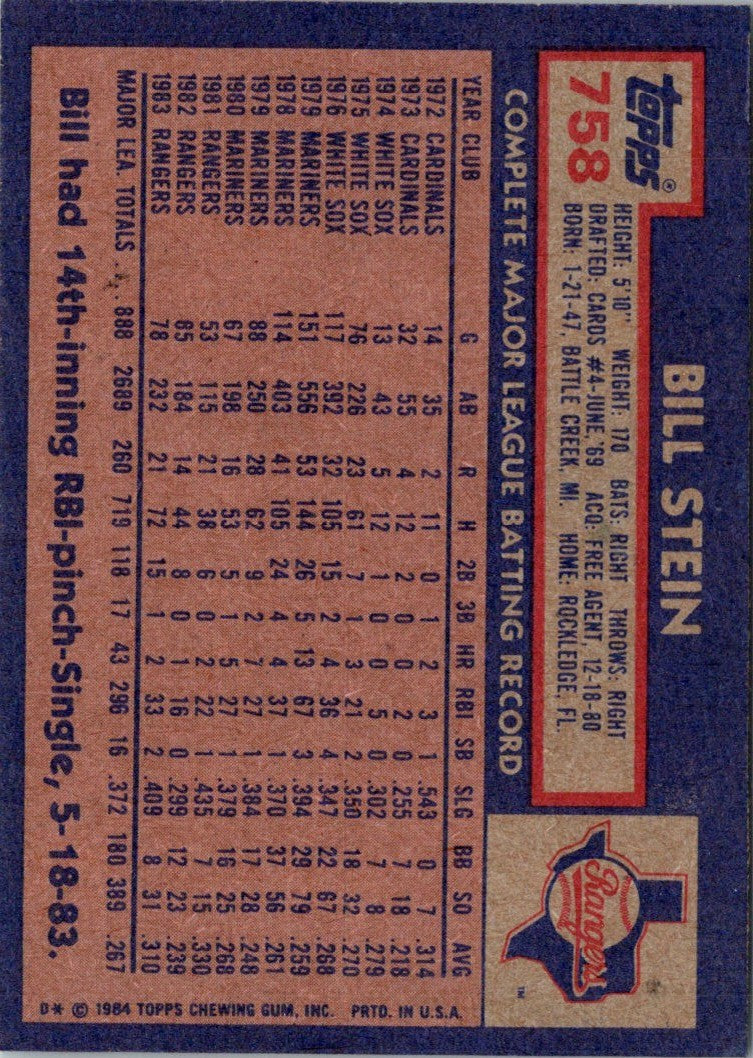 BILL STEIN
topps®
758
HEIGHT: 5'10" WEIGHT: 170 BATS: RIGHT THROWS: RIGHT
DRAFTED: CARDS #4-JUNE, '69 ACQ: FREE AGENT, 12-18-80
BORN: 1-21-47, BATTLE CREEK, MI. HOME: ROCKLEDGE, FL.
Rangers
TM
COMPLETE MAJOR LEAGUE BATTING RECORD
YEAR CLUB G AB R H 2B 3B HR RBI SB SLG BB SO AVG
1972 CARDINALS 14 35 2 11 0 1 2 3 1 .543 0 7 .314
1973 CARDINALS 32 55 4 12 2 0 0 2 0 .255 7 18 .218
1974 WHITE SOX 13 43 5 12 1 0 0 5 0 .302 7 8 .279
1975 WHITE SOX 76 226 23 61 7 1 3 21 2 .350 18 32 .270
1976 WHITE SOX 117 392 32 105 15 2 4 36 4 .347 22 67 .268
1979 MARINERS 151 556 53 144 26 5 13 67 3 .394 29 79 .259
1978 MARINERS 114 403 41 105 24 4 4 37 1 .370 37 56 .261
1979 MARINERS 88 250 28 62 9 2 7 27 1 .384 17 28 .248
1980 MARINERS 67 198 16 53 5 1 5 27 1 .379 16 25 .268
1981 RANGERS 53 115 21 38 6 0 2 22 1 .435 7 15 .330
1982 RANGERS 65 184 14 44 8 0 1 16 0 .299 12 23 .239
1983 RANGERS 78 232 21 72 15 1 2 33 2 .409 8 31 .310
MAJOR LEA. TOTALS . . 888 2689 260 719 118 17 43 296 16 .372 180 389 .267
Bill had 14th-inning RBI-pinch-Single, 5-18-83.
D* © 1984 TOPPS CHEWING GUM, INC. PRTD. IN U.S.A.